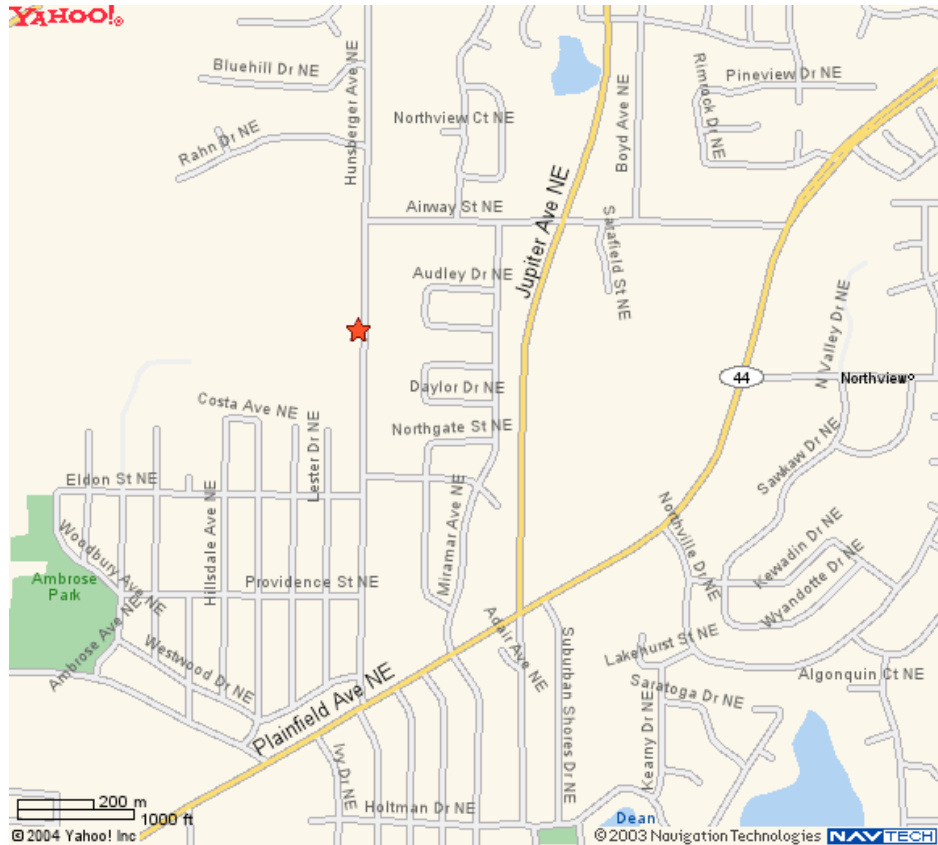 YAHOO!®
Bluehill Dr NE
Hunsberger Ave NE
Northview Ct NE
Boyd Ave NE
Rimrook Dr NE
Pineview Dr NE
Rahn Dr NE
Airway St NE
Jupiter Ave NE
Satafield St NE
Audley Dr NE
N Valley Dr NE
44
Northview
Daylor Dr NE
Costa Ave NE
Northgate St NE
Lester Dr NE
Sawkaw Dr NE
Eldon St NE
Hillsdale Ave NE
Miramar Ave NE
Northville Dr NE
Woodbury Ave NE
Kewadin Dr NE
Wyandotte Dr NE
Ambrose
Park
Providence St NE
Ambrose Ave NE
Westwood Dr NE
Adair Ave NE
Suburban Shores Dr NE
Lakehurst St NE
Algonquin Ct NE
Saratoga Dr NE
Plainfield Ave NE
Kearny Dr NE
Ivy Dr NE
Holtman Dr NE
Dean
200 m
1000 ft
© 2004 Yahoo! Inc
© 2003 Navigation Technologies NAVTECH